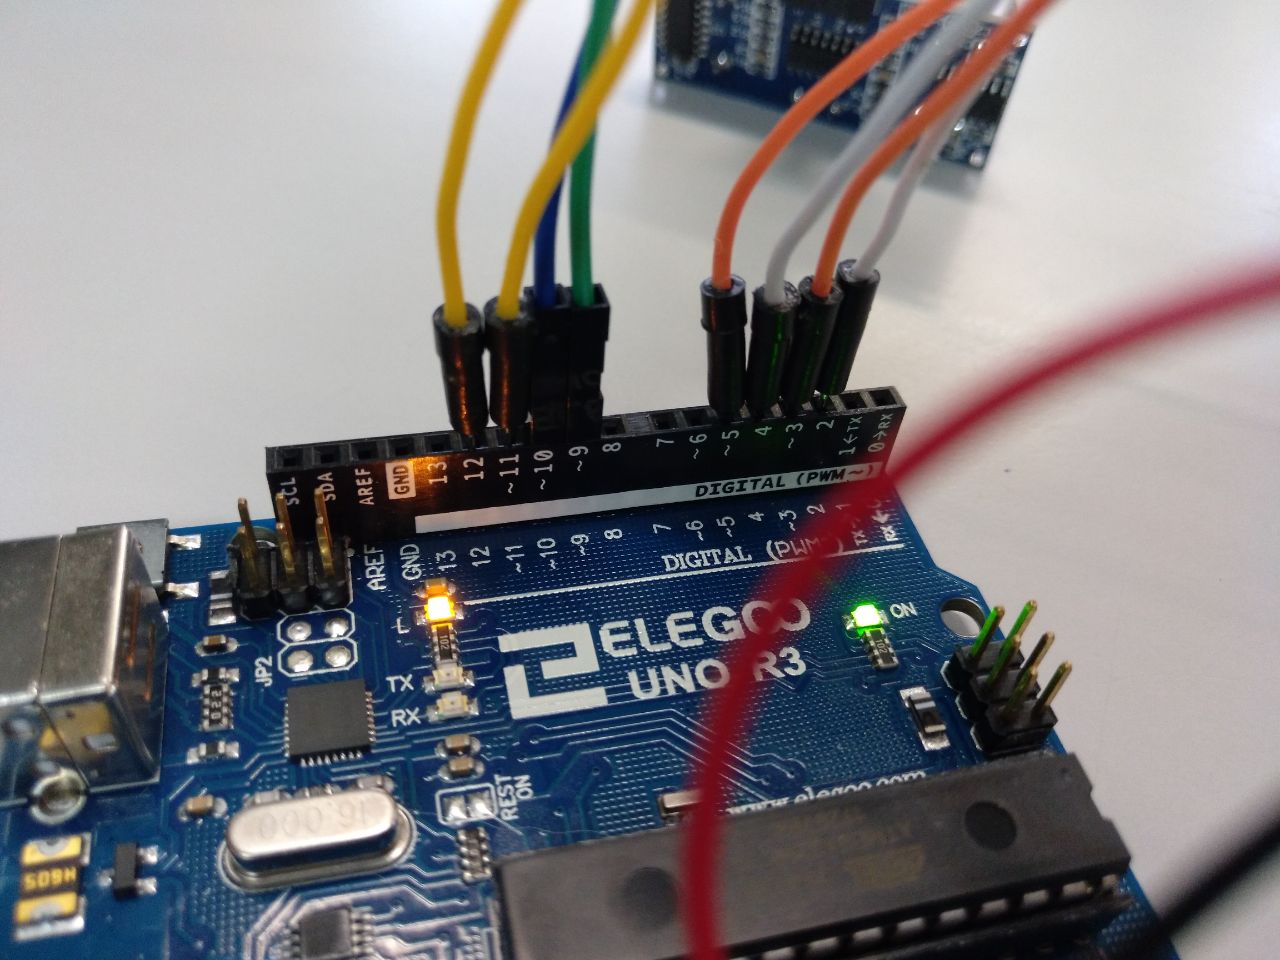 SCL
SDA
AREF
GND
13
12
~11
~10
~9
8
7
~6
~5
4
~3
2
1←TX
0→RX
DIGITAL (PWM~)
AREF
GND
13
12
~11
~10
~9
8
7
~6
~5
4
~3
2
DIGITAL (PWM
L
TX
RX
ELEGOO
UNO R3
ON
JP2
REST
ON
www.elegoo.com
16.000